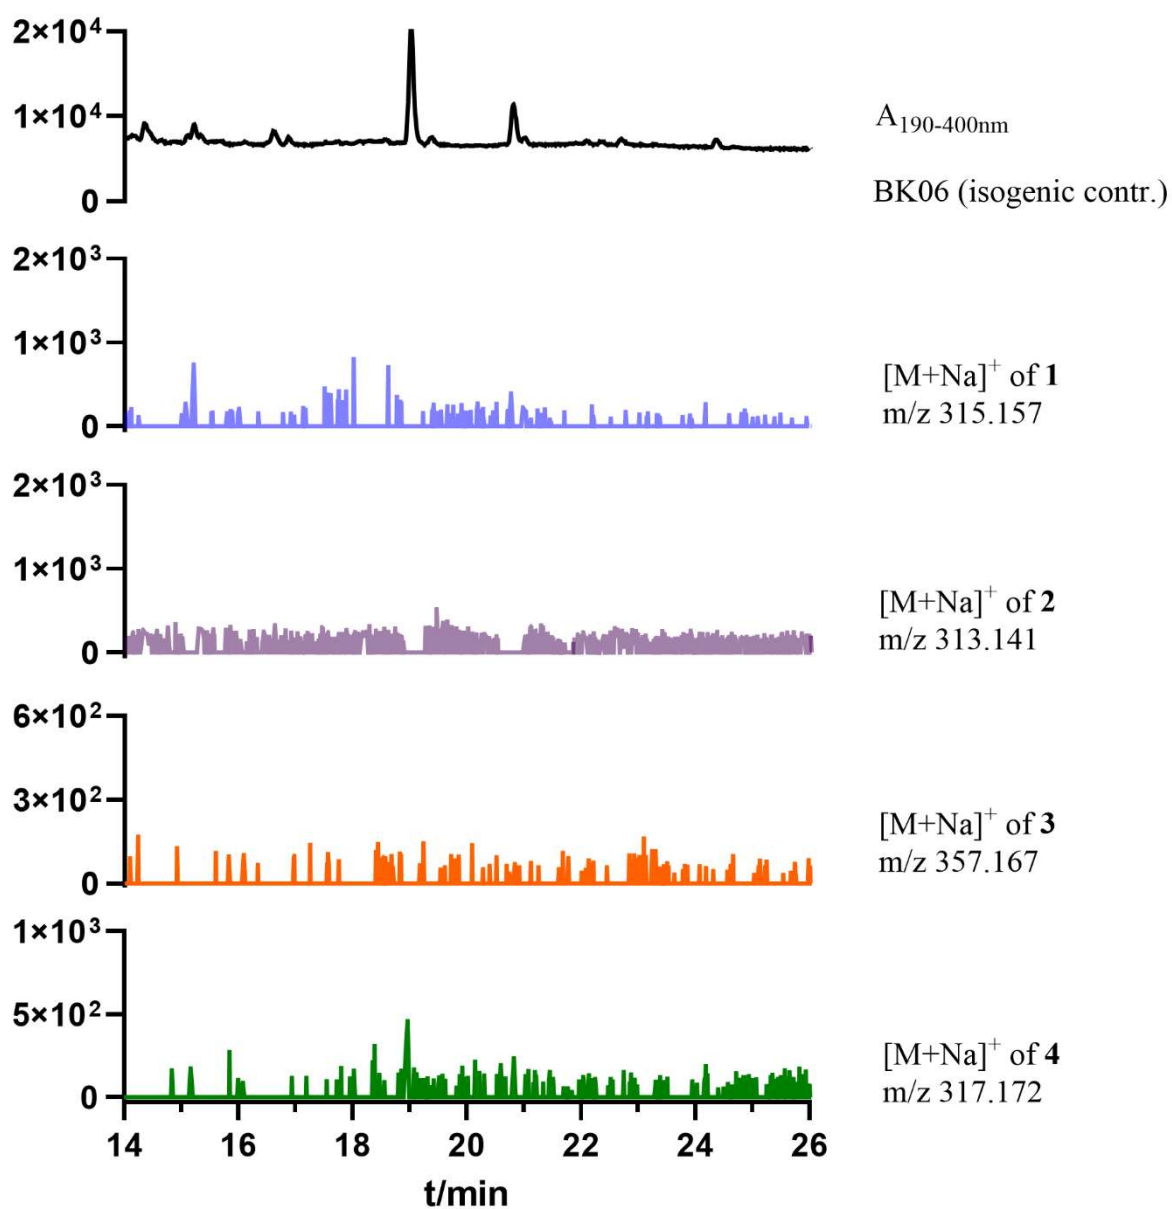 2×10⁴
1×10⁴
0
A₁₉₀₋₄₀₀ₙₘ
BK06 (isogenic contr.)
2×10³
1×10³
0
[M+Na]⁺ of 1
m/z 315.157
2×10³
1×10³
0
[M+Na]⁺ of 2
m/z 313.141
6×10²
3×10²
0
[M+Na]⁺ of 3
m/z 357.167
1×10³
5×10²
0
[M+Na]⁺ of 4
m/z 317.172
14 16 18 20 22 24 26
t/min